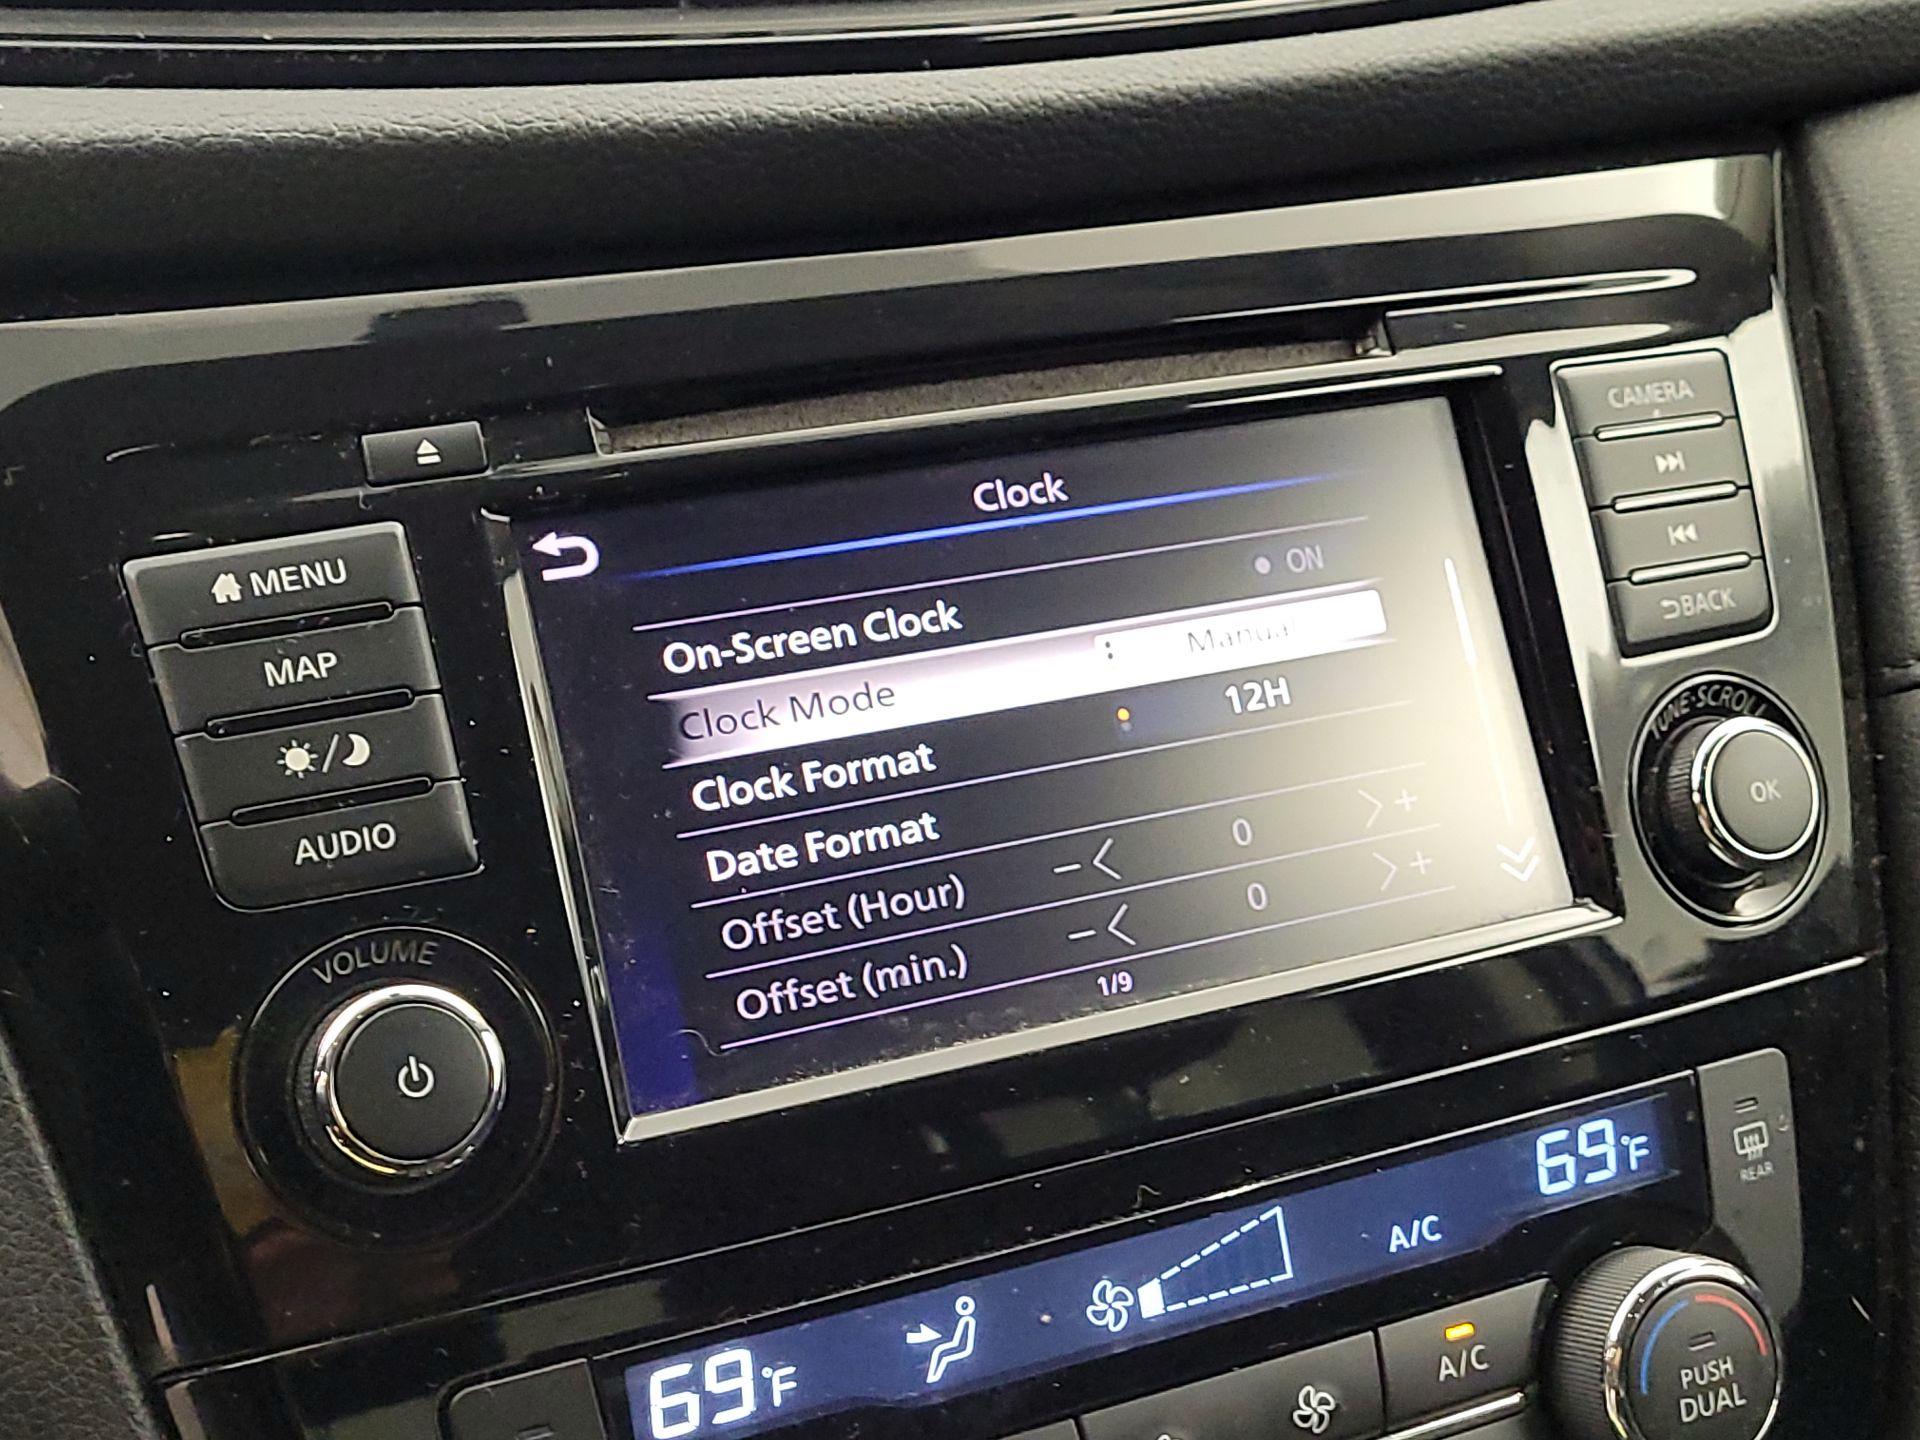 CAMERA
Clock
MENU
ON
On-Screen Clock
BACK
Clock Mode : Manual
MAP
12H
Clock Format
TUNE·SCROLL
OK
Date Format
AUDIO
Offset (Hour) − < 0 > +
Offset (min.) − < 0 > +
1/9
VOLUME
69°F
REAR
A/C
69°F
A/C
PUSH
DUAL